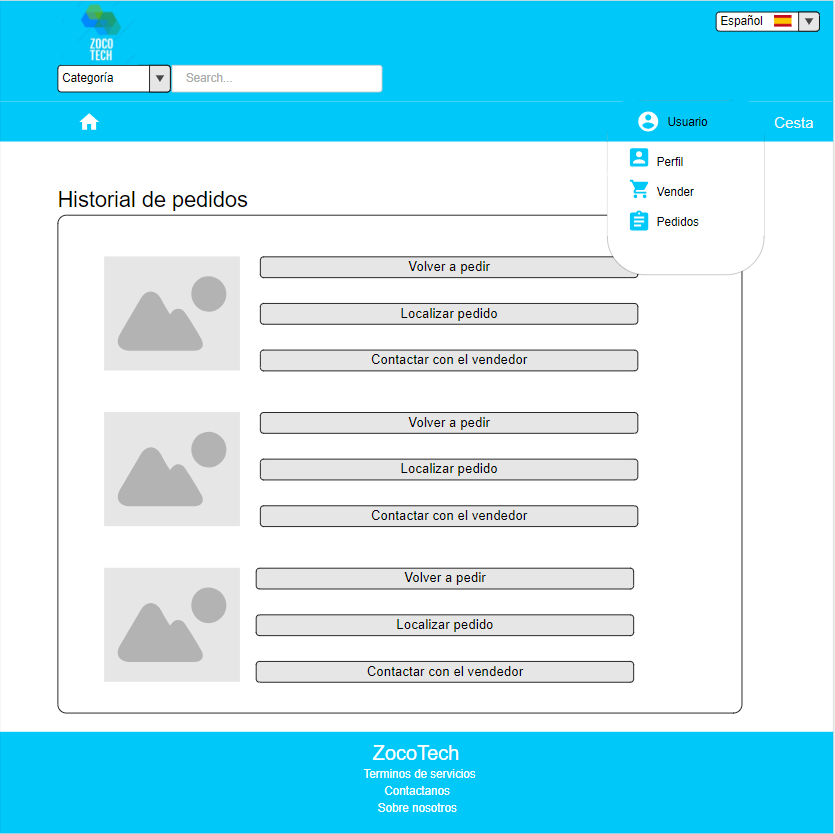 ZOCO
TECH
Español
Categoría
Search...
Usuario
Cesta
Perfil
Vender
Pedidos
Historial de pedidos
Volver a pedir
Localizar pedido
Contactar con el vendedor
Volver a pedir
Localizar pedido
Contactar con el vendedor
Volver a pedir
Localizar pedido
Contactar con el vendedor
ZocoTech
Terminos de servicios
Contactanos
Sobre nosotros